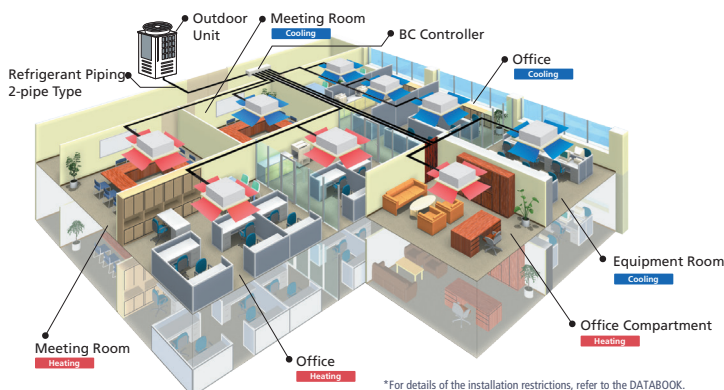 Outdoor
Unit
Meeting Room
Cooling
BC Controller
Office
Cooling
Refrigerant Piping
2-pipe Type
Equipment Room
Cooling
Office Compartment
Heating
Meeting Room
Heating
Office
Heating
*For details of the installation restrictions, refer to the DATABOOK.